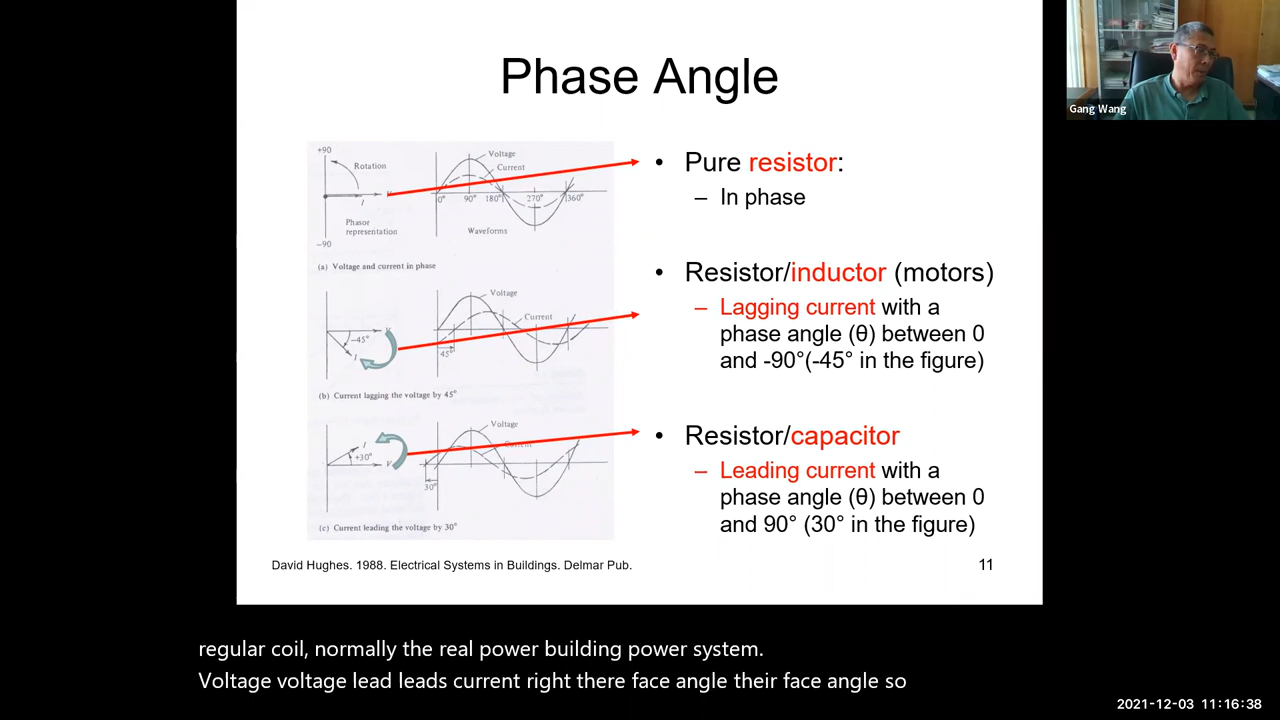 Phase Angle
Gang Wang
+90
Rotation
I
Phasor
representation
−90
Voltage
Current
0° 90° 180° 270° 360°
Waveforms
(a) Voltage and current in phase
V
−45°
I
Voltage
Current
45°
(b) Current lagging the voltage by 45°
I
+30°
V
Voltage
Current
30°
(c) Current leading the voltage by 30°
• Pure resistor:
– In phase
• Resistor/inductor (motors)
– Lagging current with a
phase angle (θ) between 0
and -90°(-45° in the figure)
• Resistor/capacitor
– Leading current with a
phase angle (θ) between 0
and 90° (30° in the figure)
David Hughes. 1988. Electrical Systems in Buildings. Delmar Pub.
11
regular coil, normally the real power building power system.
Voltage voltage lead leads current right there face angle their face angle so
2021-12-03 11:16:38